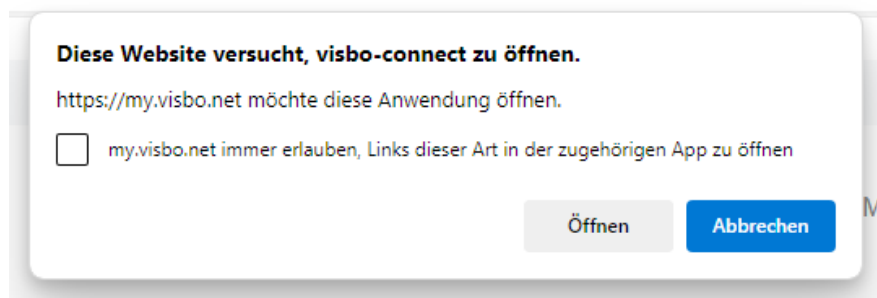 Diese Website versucht, visbo-connect zu öffnen.
https://my.visbo.net möchte diese Anwendung öffnen.
my.visbo.net immer erlauben, Links dieser Art in der zugehörigen App zu öffnen
Öffnen
Abbrechen